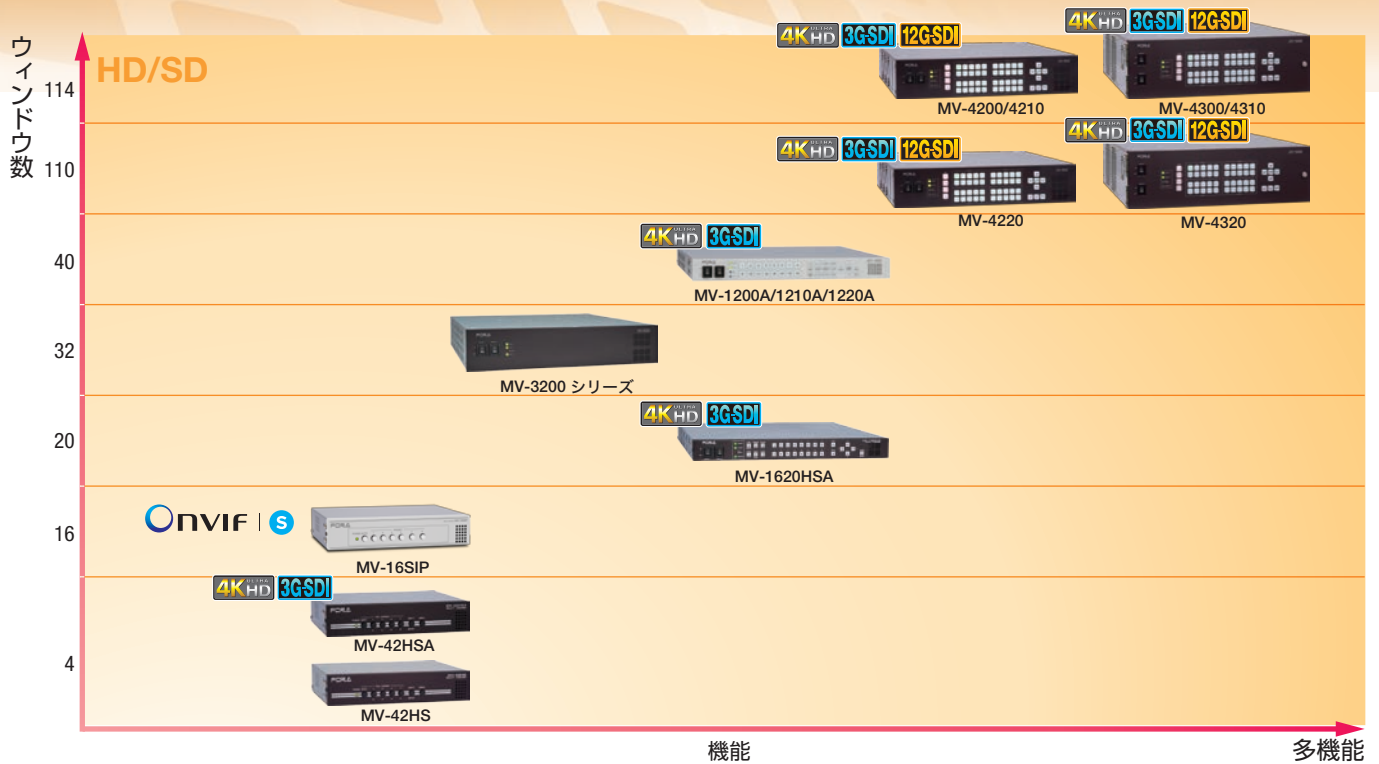 ウィンドウ数
HD/SD
114
4K ULTRA HD 3G-SDI 12G-SDI
MV-4200/4210
4K ULTRA HD 3G-SDI 12G-SDI
MV-4300/4310
110
4K ULTRA HD 3G-SDI 12G-SDI
MV-4220
4K ULTRA HD 3G-SDI 12G-SDI
MV-4320
40
4K ULTRA HD 3G-SDI
MV-1200A/1210A/1220A
32
MV-3200 シリーズ
20
4K ULTRA HD 3G-SDI
MV-1620HSA
16
ONVIF | S
MV-16SIP
4
4K ULTRA HD 3G-SDI
MV-42HSA
MV-42HS
機能
多機能